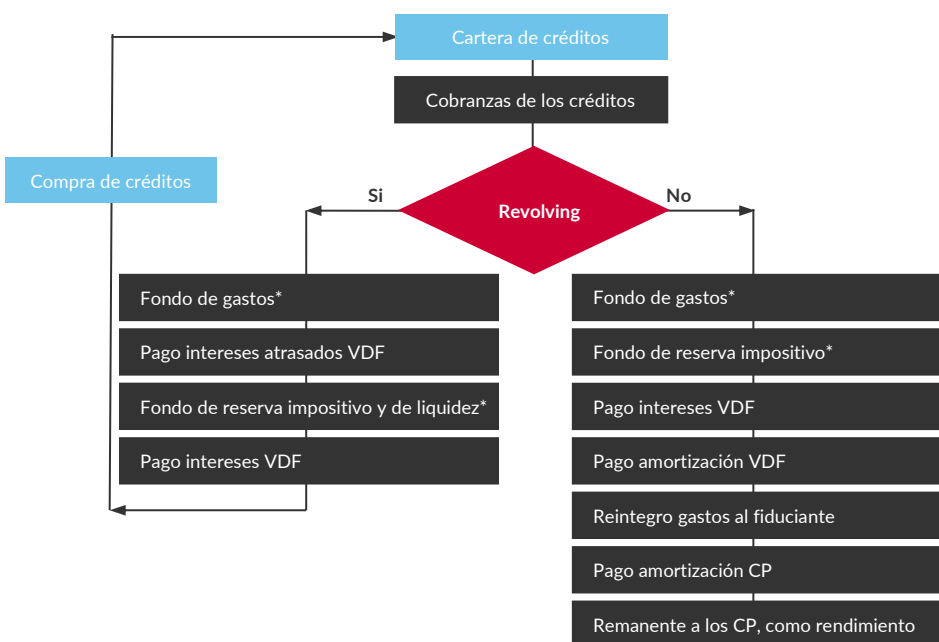 Cartera de créditos
Cobranzas de los créditos
Compra de créditos
Si
Revolving
No
Fondo de gastos*
Pago intereses atrasados VDF
Fondo de reserva impositivo y de liquidez*
Pago intereses VDF
Fondo de gastos*
Fondo de reserva impositivo*
Pago intereses VDF
Pago amortización VDF
Reintegro gastos al fiduciante
Pago amortización CP
Remanente a los CP, como rendimiento